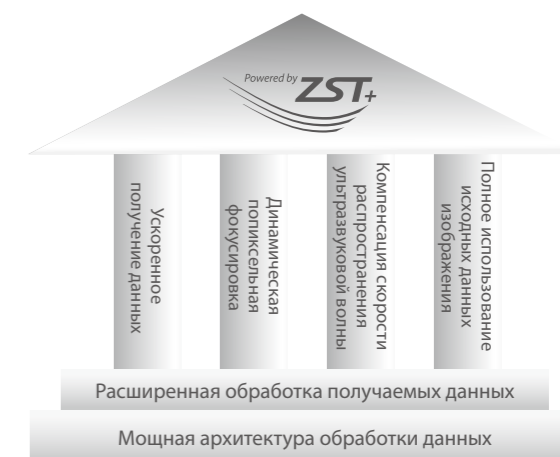 Powered by ZST+
Ускоренное
получение данных
Динамическая
попиксельная
фокусировка
Компенсация скорости
распространения
ультразвуковой волны
Полное использование
исходных данных
изображения
Расширенная обработка получаемых данных
Мощная архитектура обработки данных